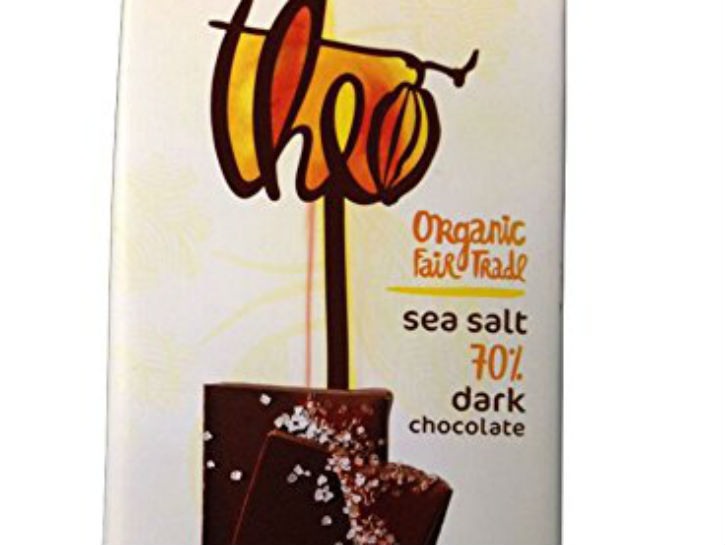 theo
Organic
Fair Trade
sea salt
70%
dark
chocolate